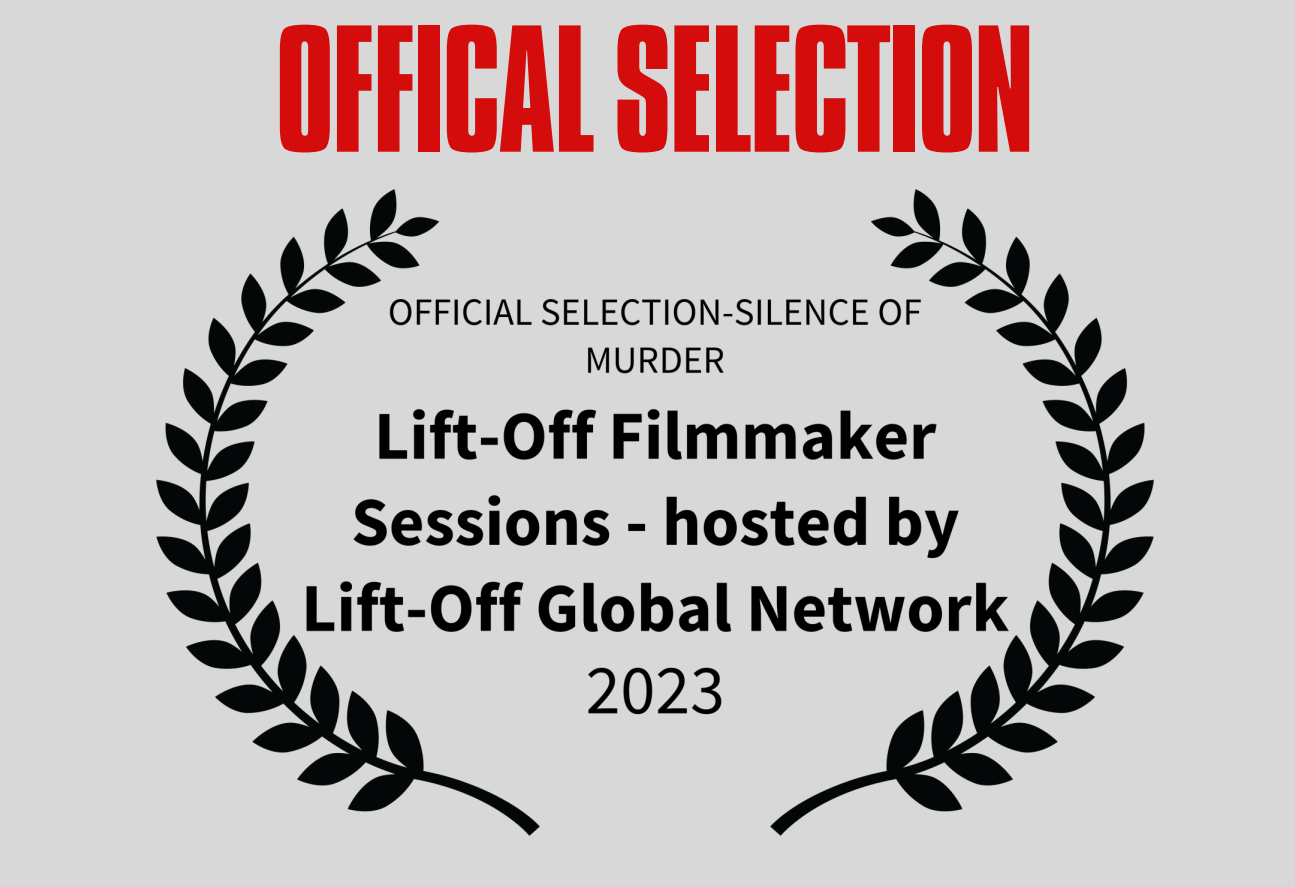 OFFICAL SELECTION
OFFICIAL SELECTION-SILENCE OF
MURDER
Lift-Off Filmmaker
Sessions - hosted by
Lift-Off Global Network
2023